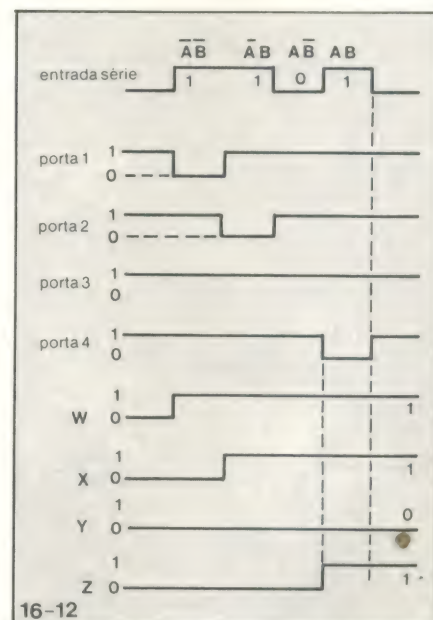 A̅B̅ A̅B AB̅ AB
entrada série 1 1 0 1
porta 1 1
0
porta 2 1
0
porta 3 1
0
porta 4 1
0
W 1
0 1
X 1
0 1
Y 1
0 0
Z 1
0 1
16-12